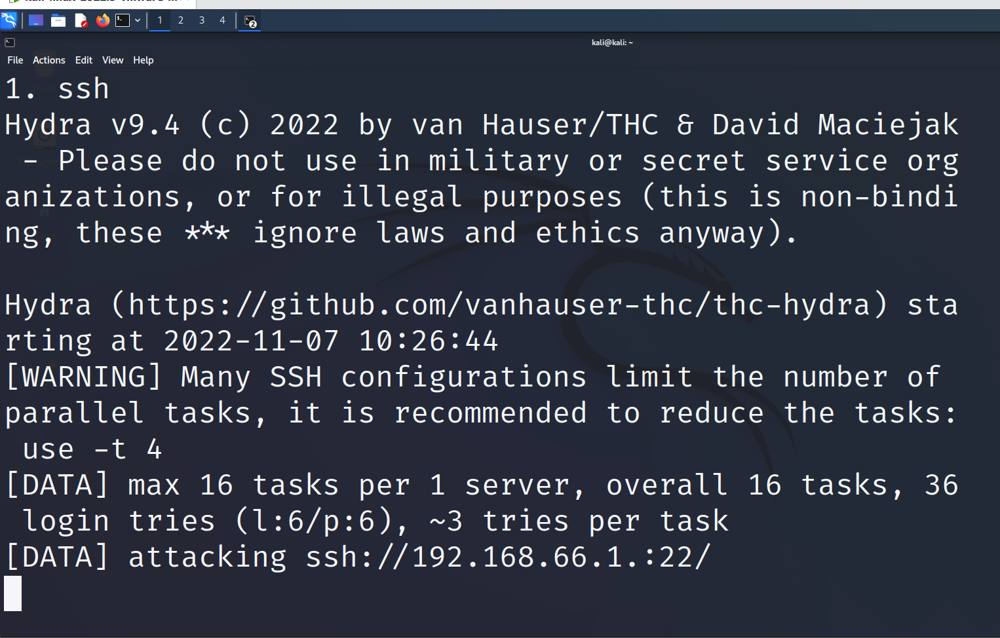 1 2 3 4 2
kali@kali: ~
File Actions Edit View Help
1. ssh
Hydra v9.4 (c) 2022 by van Hauser/THC & David Maciejak
 - Please do not use in military or secret service org
anizations, or for illegal purposes (this is non-bindi
ng, these *** ignore laws and ethics anyway).
Hydra (https://github.com/vanhauser-thc/thc-hydra) sta
rting at 2022-11-07 10:26:44
[WARNING] Many SSH configurations limit the number of
parallel tasks, it is recommended to reduce the tasks:
 use -t 4
[DATA] max 16 tasks per 1 server, overall 16 tasks, 36
 login tries (l:6/p:6), ~3 tries per task
[DATA] attacking ssh://192.168.66.1.:22/